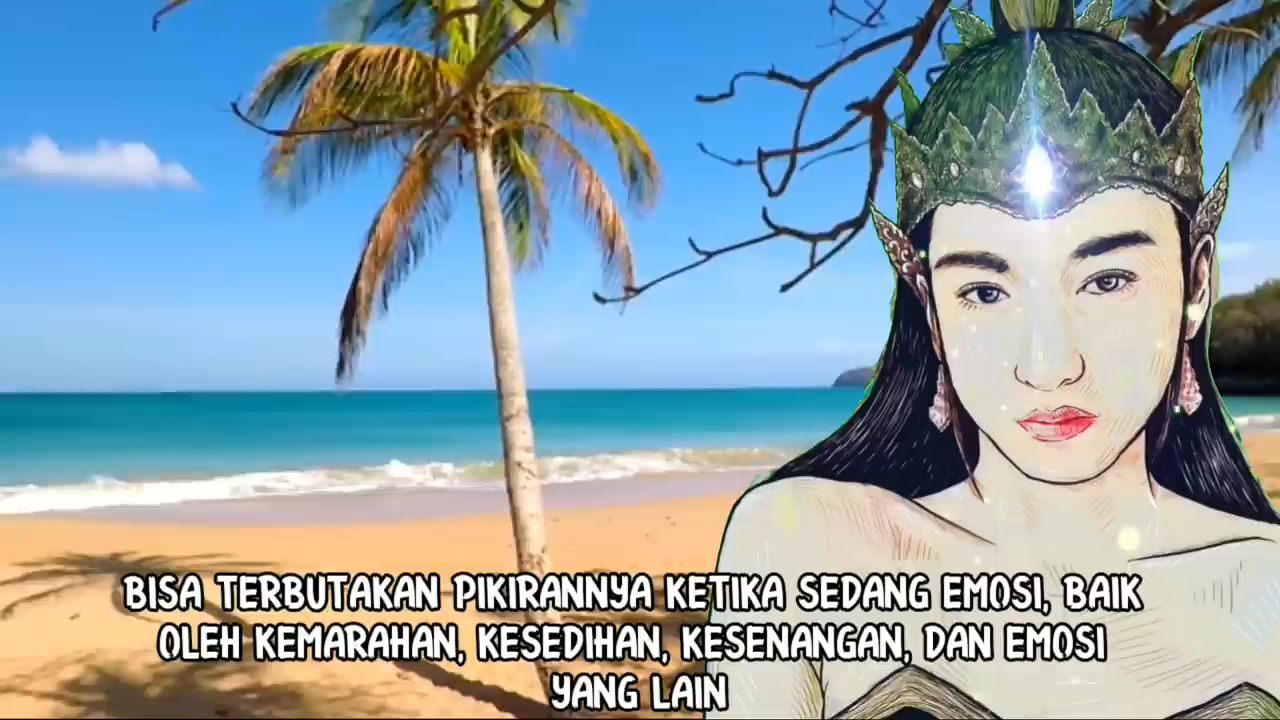 BISA TERBUTAKAN PIKIRANNYA KETIKA SEDANG EMOSI, BAIK
OLEH KEMARAHAN, KESEDIHAN, KESENANGAN, DAN EMOSI
YANG LAIN